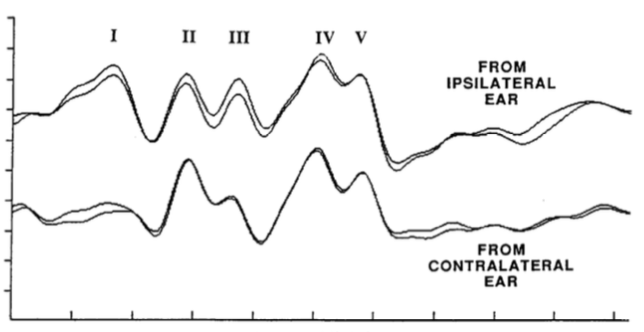 I II III IV V
FROM
IPSILATERAL
EAR
FROM
CONTRALATERAL
EAR